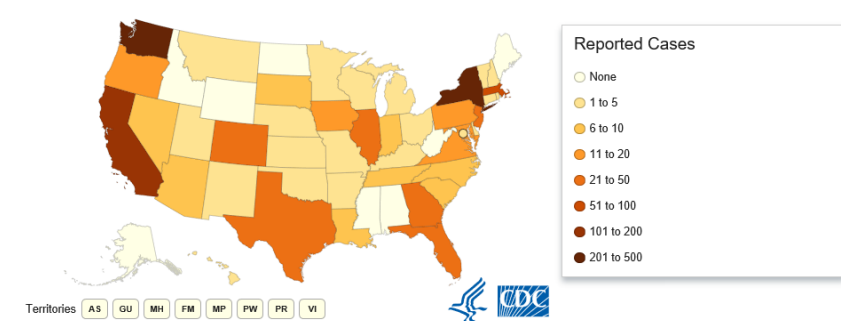 Reported Cases
None
1 to 5
6 to 10
11 to 20
21 to 50
51 to 100
101 to 200
201 to 500
Territories AS GU MH FM MP PW PR VI
CDC